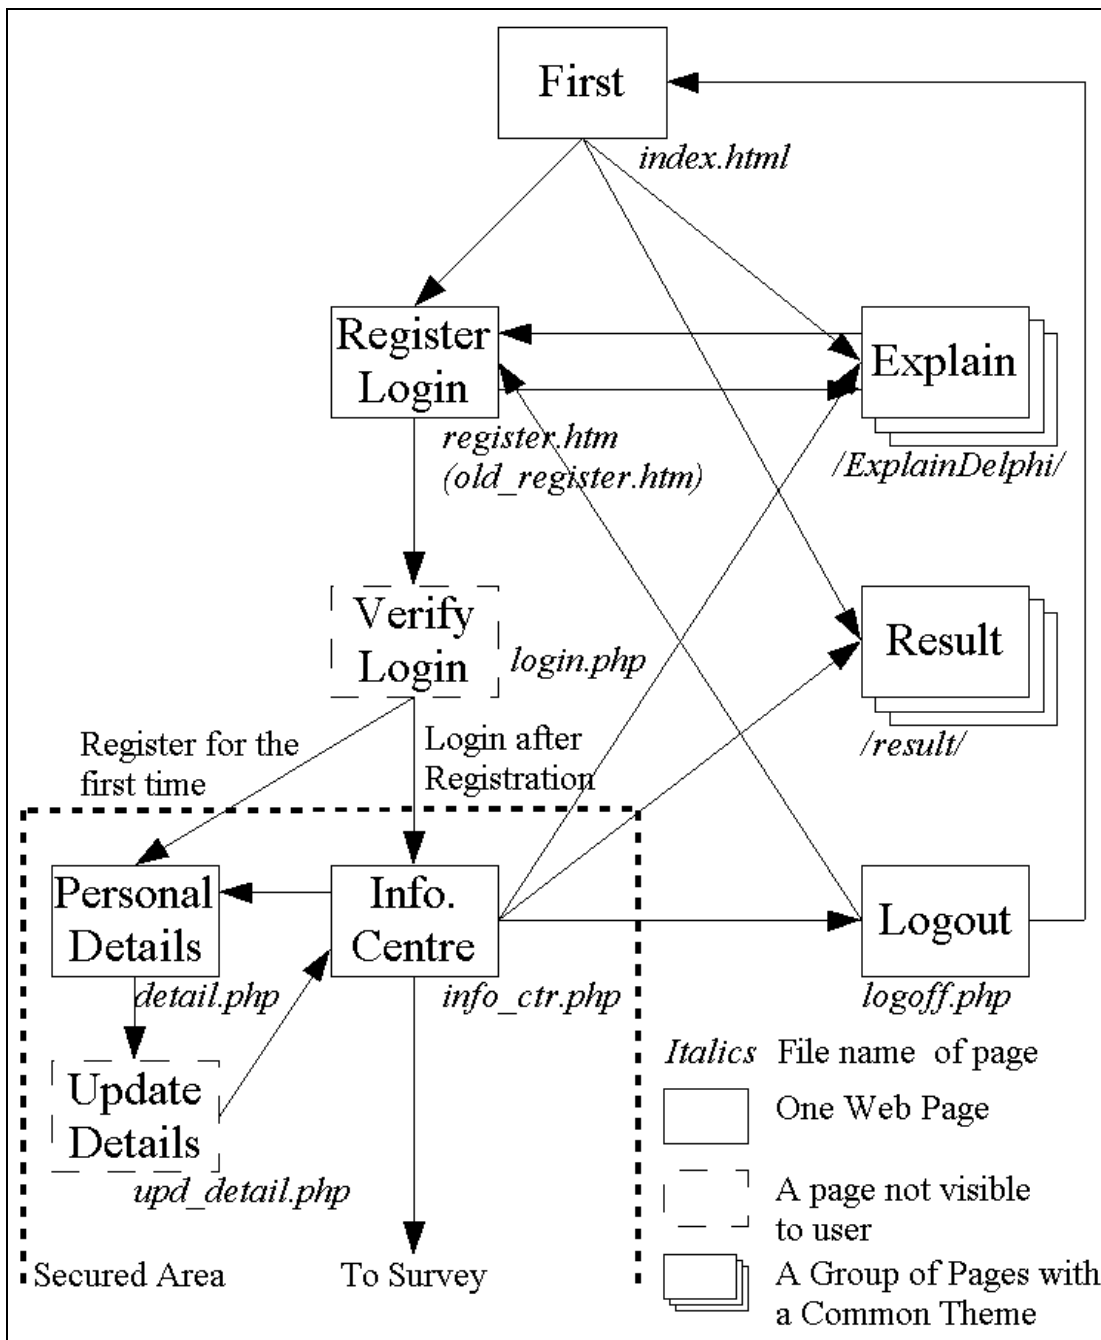 First
index.html
Register
Login
register.htm
(old_register.htm)
Explain
/ExplainDelphi/
Verify
Login
login.php
Result
/result/
Register for the
first time
Login after
Registration
Personal
Details
detail.php
Info.
Centre
info_ctr.php
Logout
logoff.php
Update
Details
upd_detail.php
Secured Area
To Survey
Italics File name of page
One Web Page
A page not visible
to user
A Group of Pages with
a Common Theme